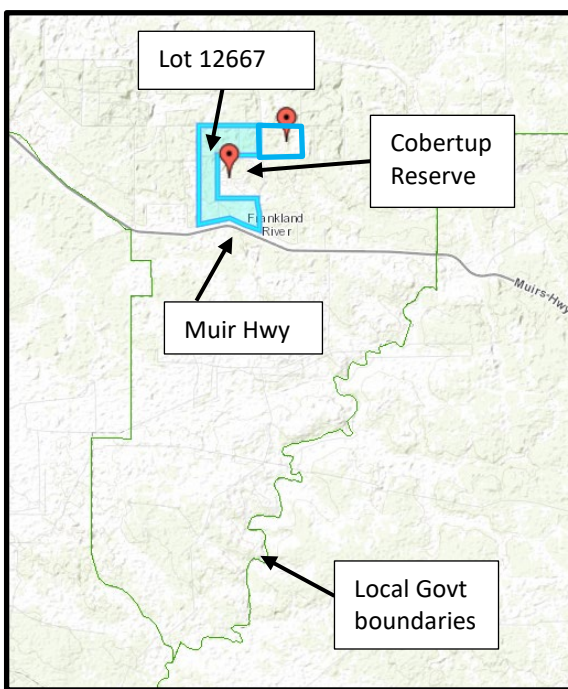 Lot 12667
Cobertup
Reserve
Frankland
River
Muirs-Hwy
Muir Hwy
Local Govt
boundaries